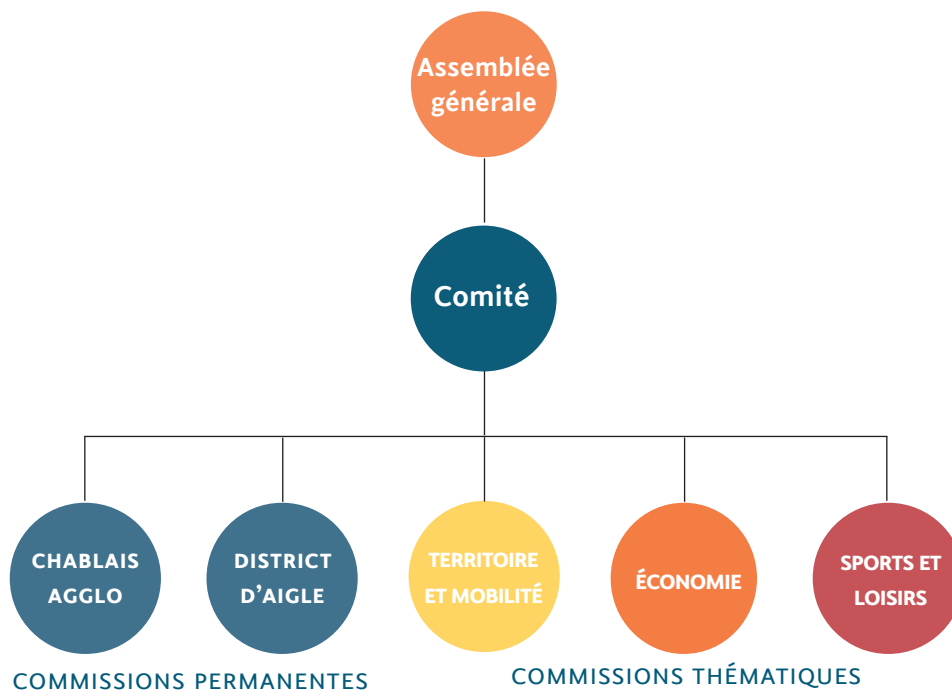 Assemblée
générale
Comité
CHABLAIS
AGGLO
DISTRICT
D'AIGLE
TERRITOIRE
ET MOBILITÉ
ÉCONOMIE
SPORTS ET
LOISIRS
COMMISSIONS PERMANENTES
COMMISSIONS THÉMATIQUES